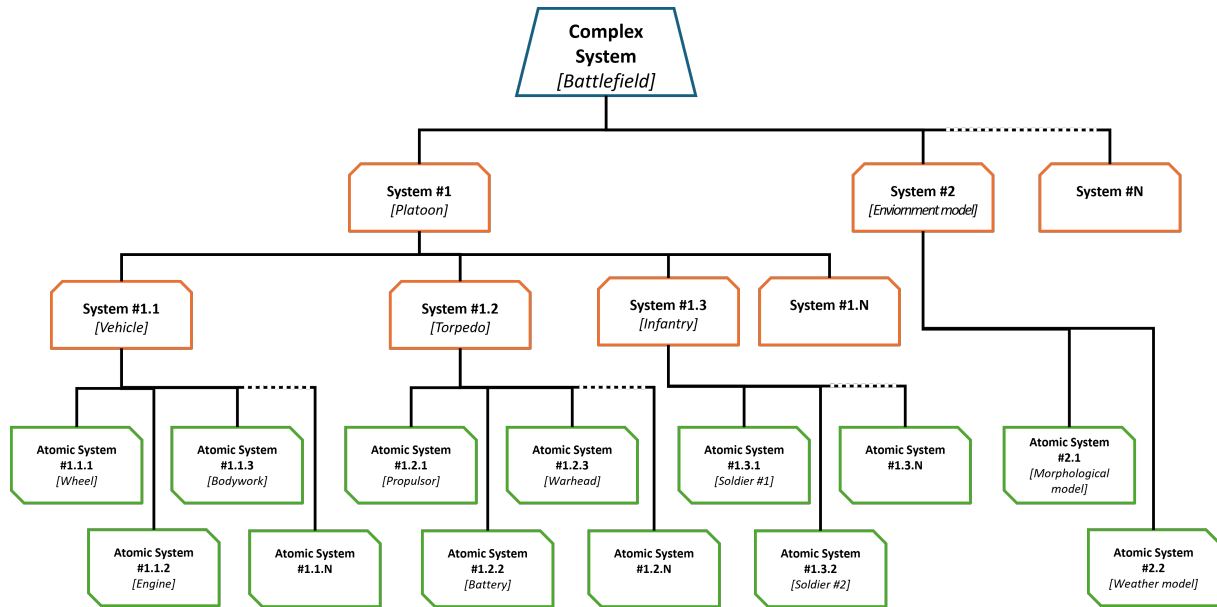 Complex
System
[Battlefield]
System #1
[Platoon]
System #2
[Enviornment model]
System #N
System #1.1
[Vehicle]
System #1.2
[Torpedo]
System #1.3
[Infantry]
System #1.N
Atomic System
#1.1.1
[Wheel]
Atomic System
#1.1.3
[Bodywork]
Atomic System
#1.2.1
[Propulsor]
Atomic System
#1.2.3
[Warhead]
Atomic System
#1.3.1
[Soldier #1]
Atomic System
#1.3.N
Atomic System
#2.1
[Morphological
model]
Atomic System
#1.1.2
[Engine]
Atomic System
#1.1.N
Atomic System
#1.2.2
[Battery]
Atomic System
#1.2.N
Atomic System
#1.3.2
[Soldier #2]
Atomic System
#2.2
[Weather model]